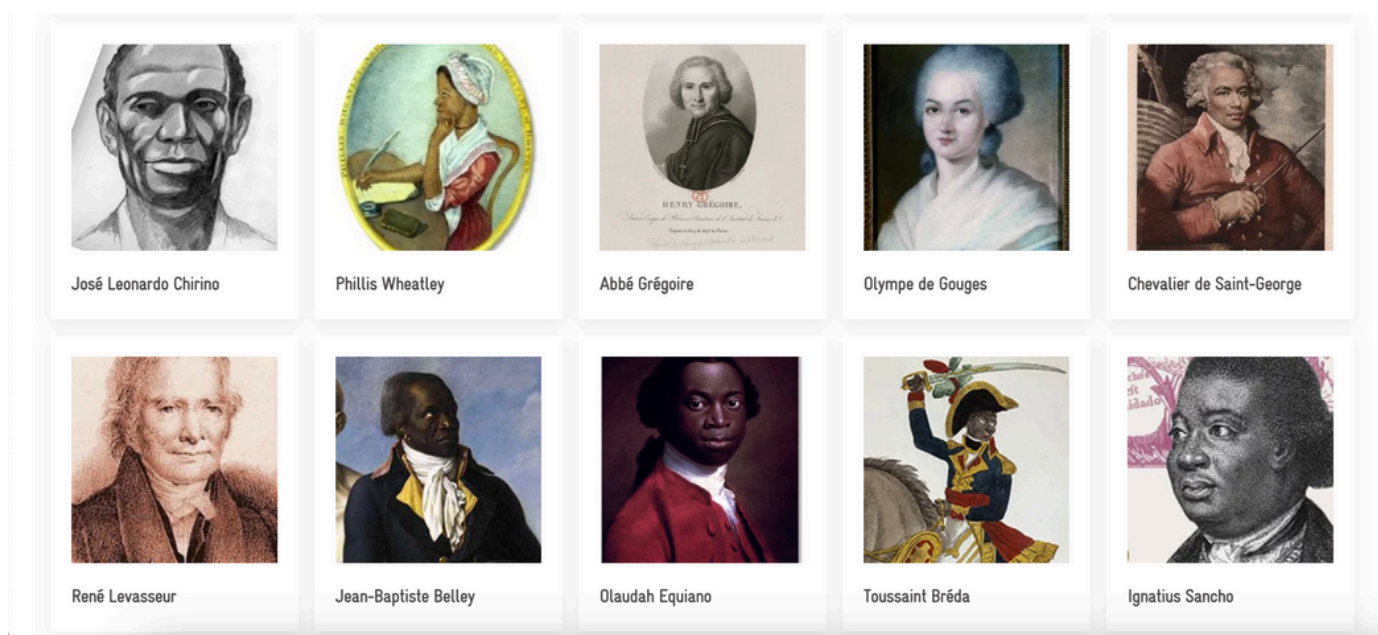 HENRY GRÉGOIRE,
José Leonardo Chirino
Phillis Wheatley
Abbé Grégoire
Olympe de Gouges
Chevalier de Saint-George
René Levasseur
Jean-Baptiste Belley
Olaudah Equiano
Toussaint Bréda
Ignatius Sancho